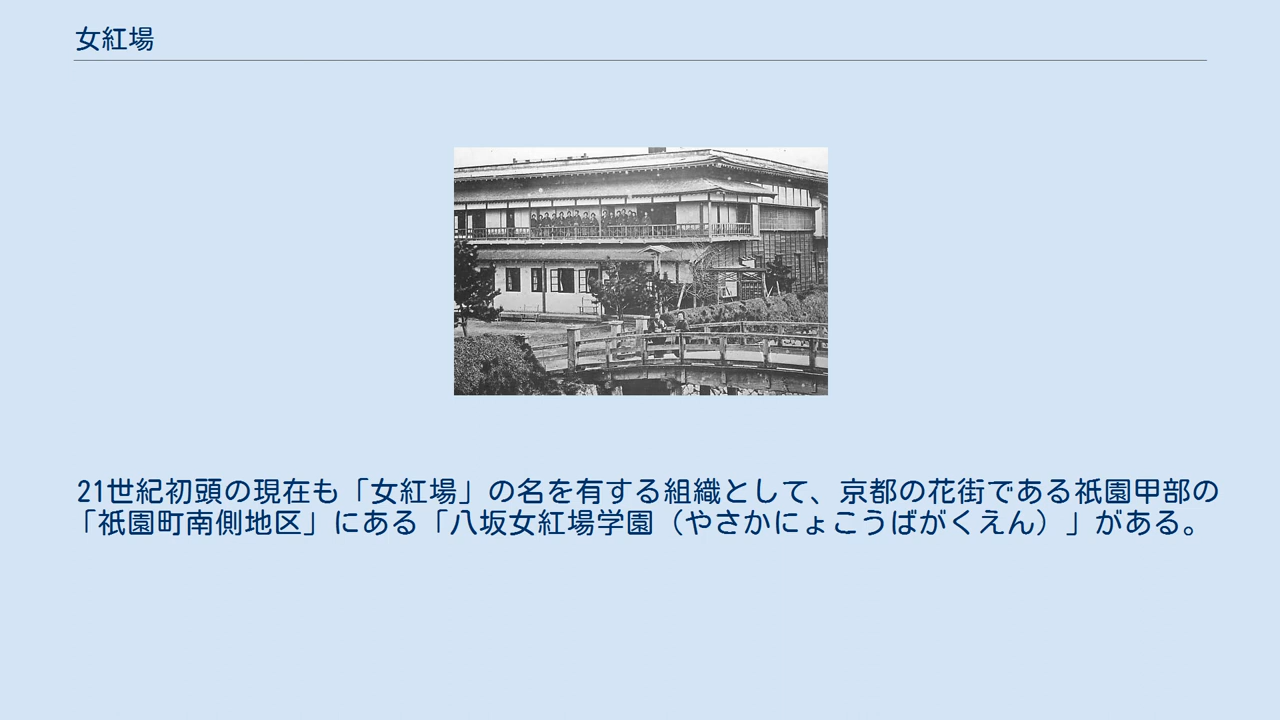 女紅場
21世紀初頭の現在も「女紅場」の名を有する組織として、京都の花街である祇園甲部の
「祇園町南側地区」にある「八坂女紅場学園（やさかにょこうばがくえん）」がある。